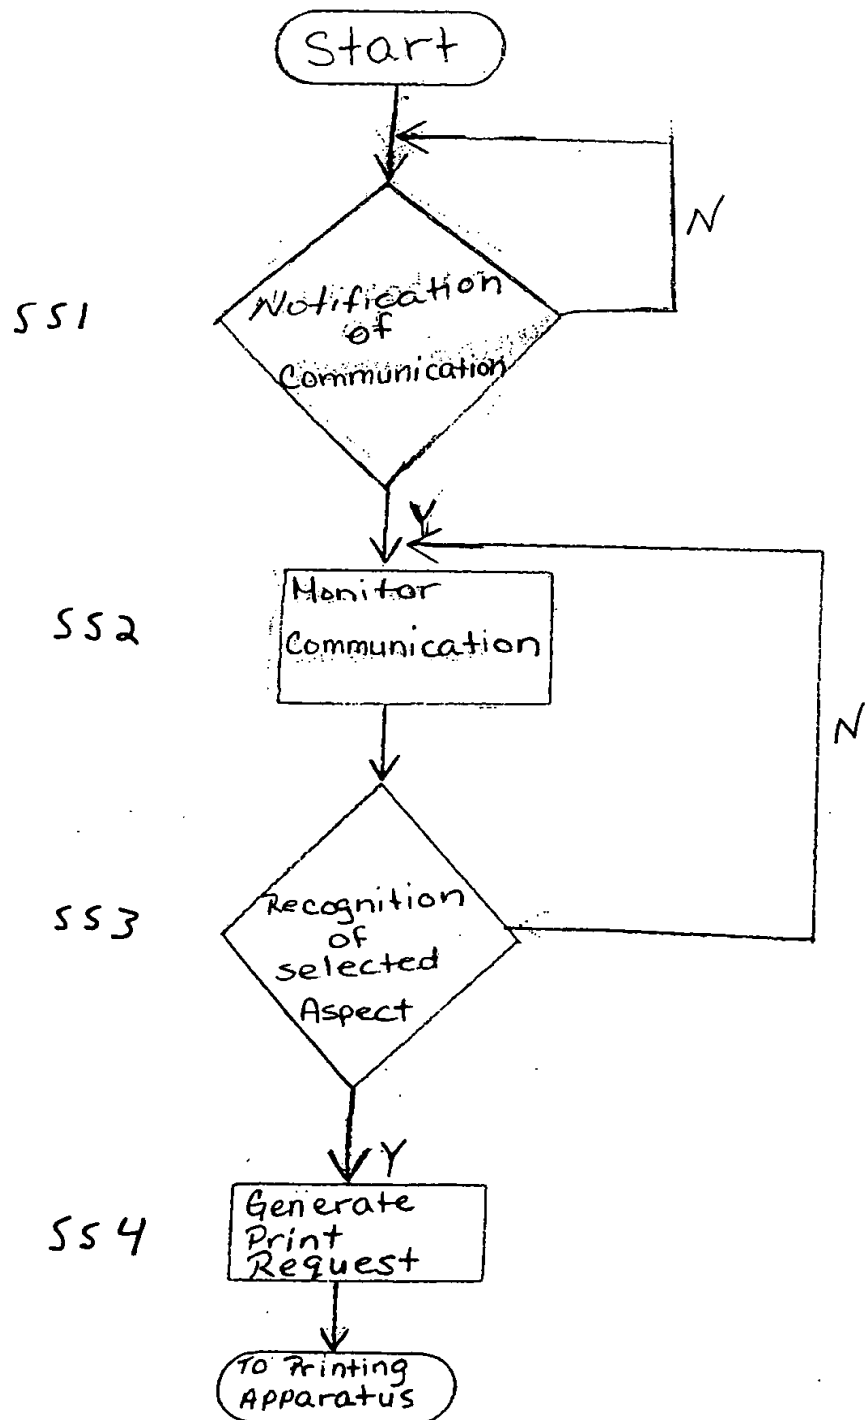 Start
N
Notification
of
Communication
SS1
Y
Monitor
Communication
SS2
N
Recognition
of
selected
Aspect
SS3
Y
Generate
Print
Request
SS4
To Printing
Apparatus